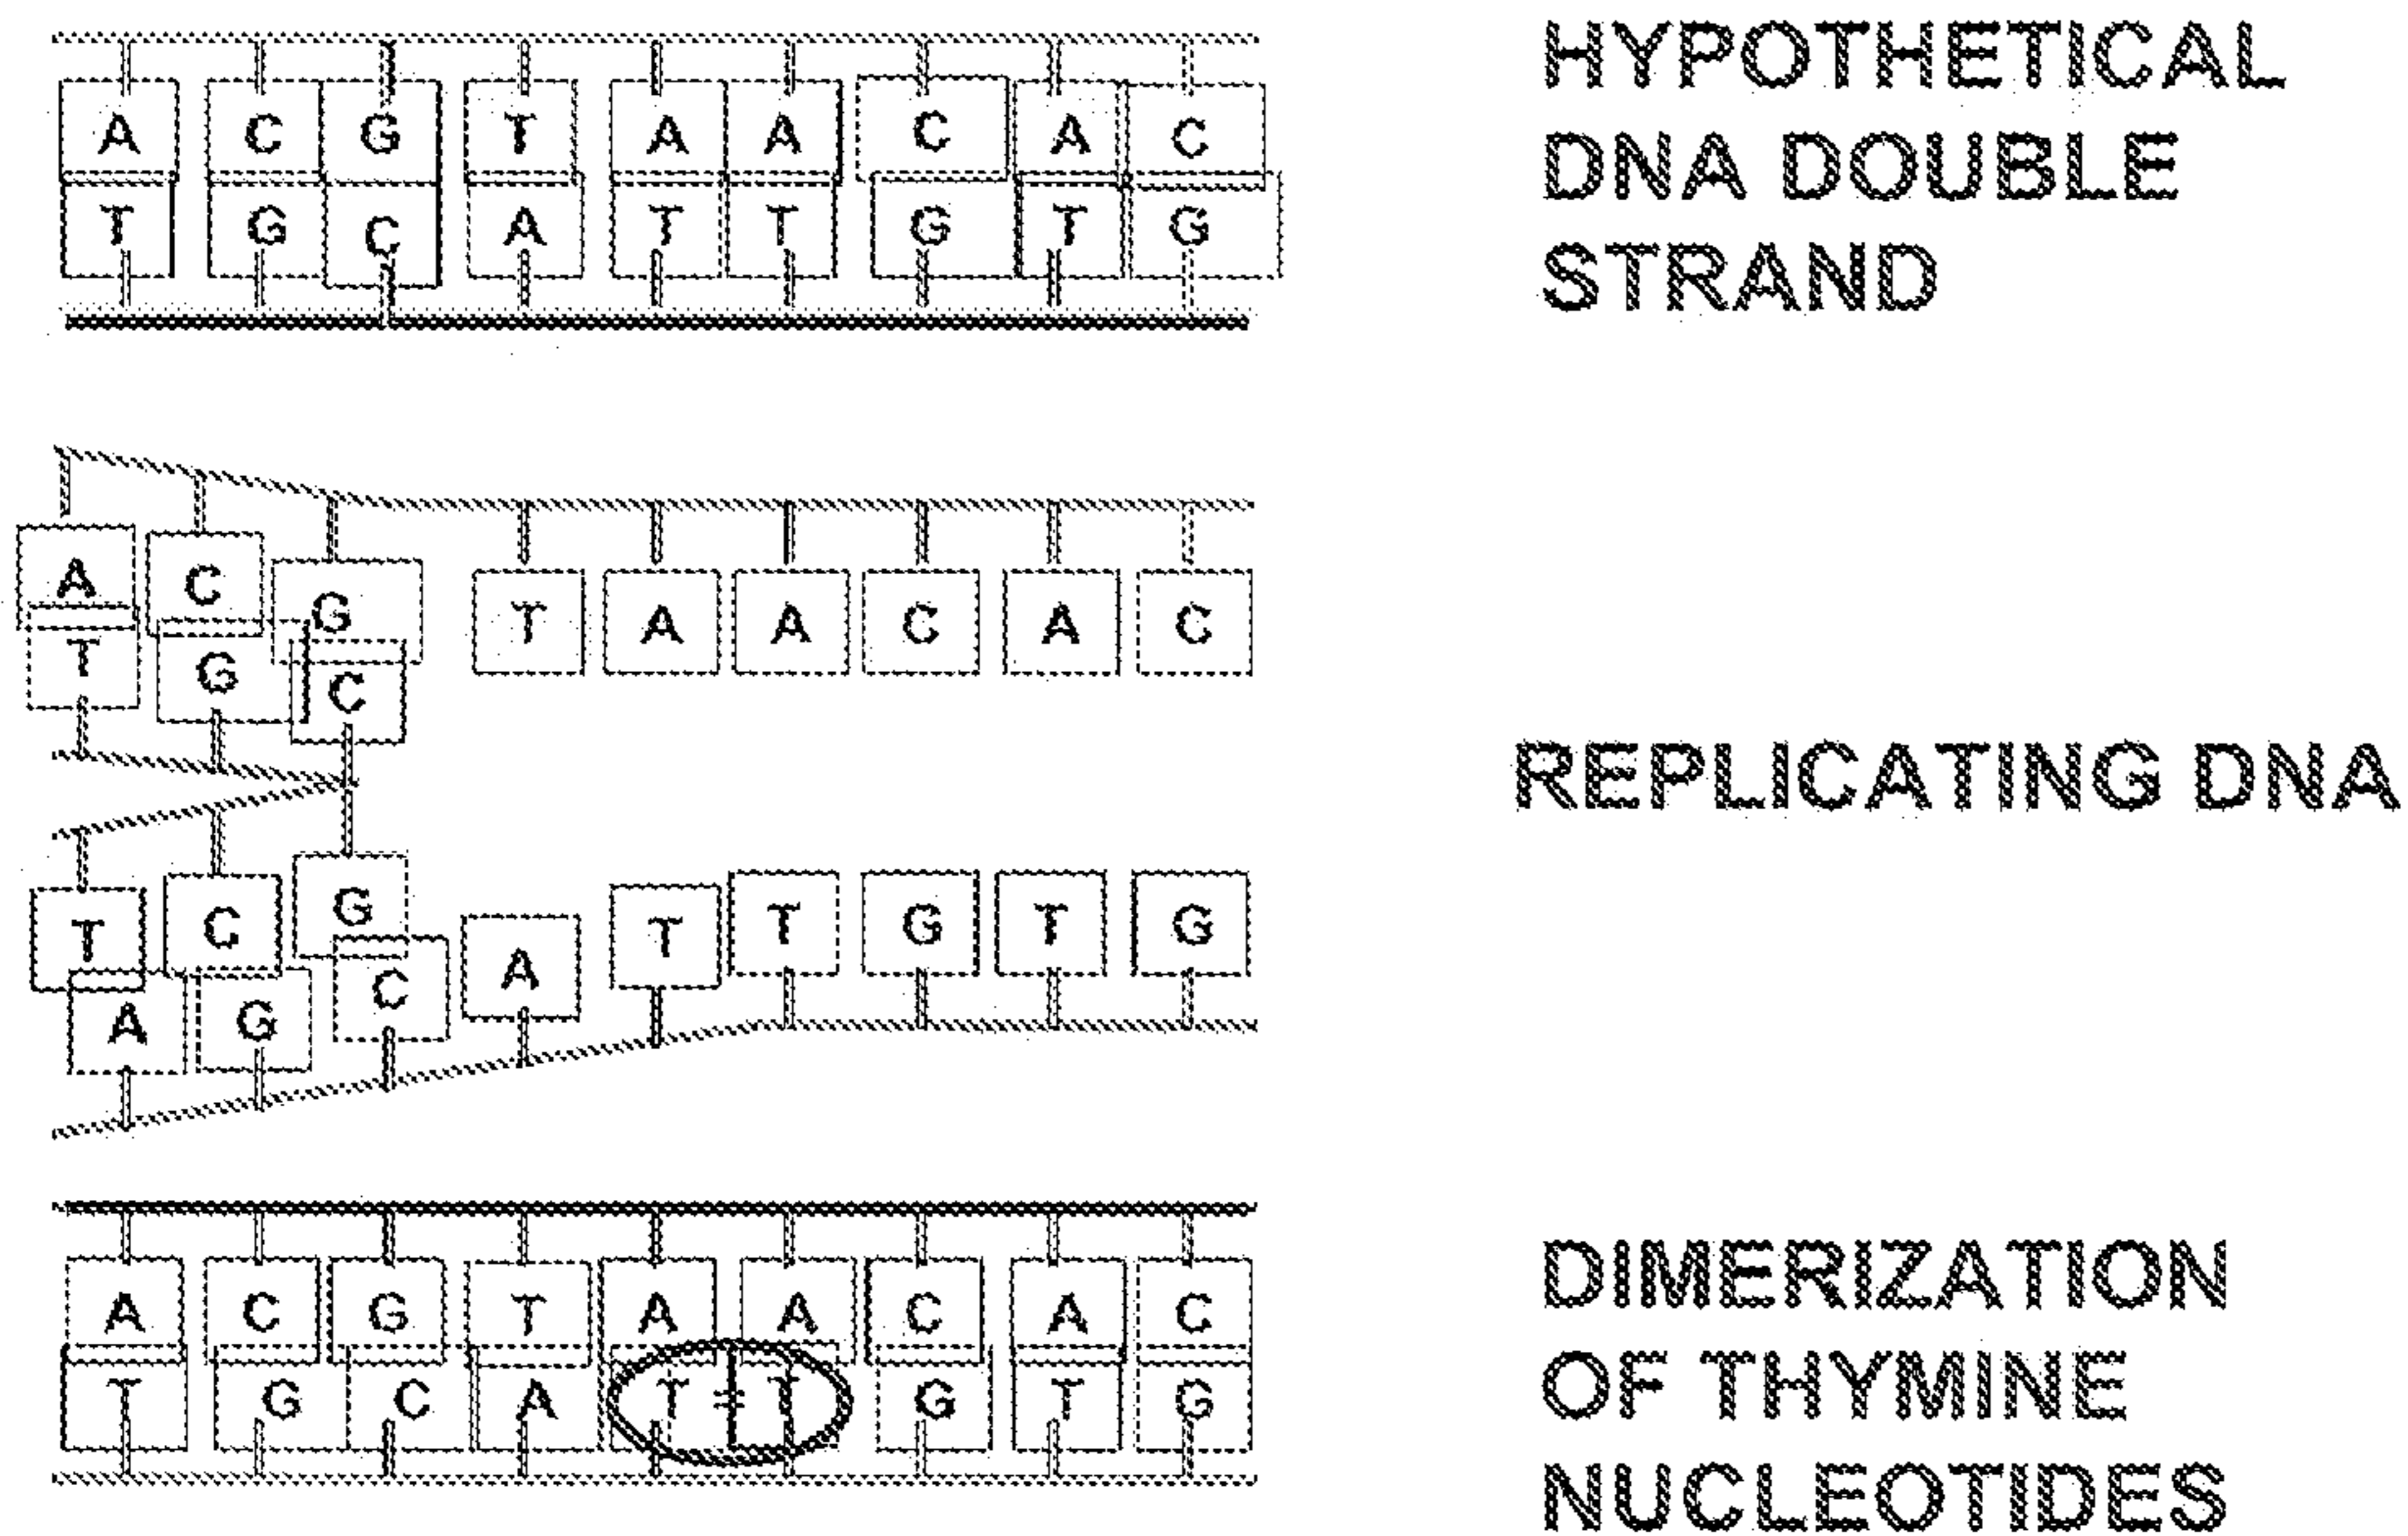 A C G T A A C A C
T G C A T T G T G
HYPOTHETICAL
DNA DOUBLE
STRAND
A C G T A A C A C
T G C
T C G
A G C A T T G T G
REPLICATING DNA
A C G T A A C A C
T G C A T=T G T G
DIMERIZATION
OF THYMINE
NUCLEOTIDES